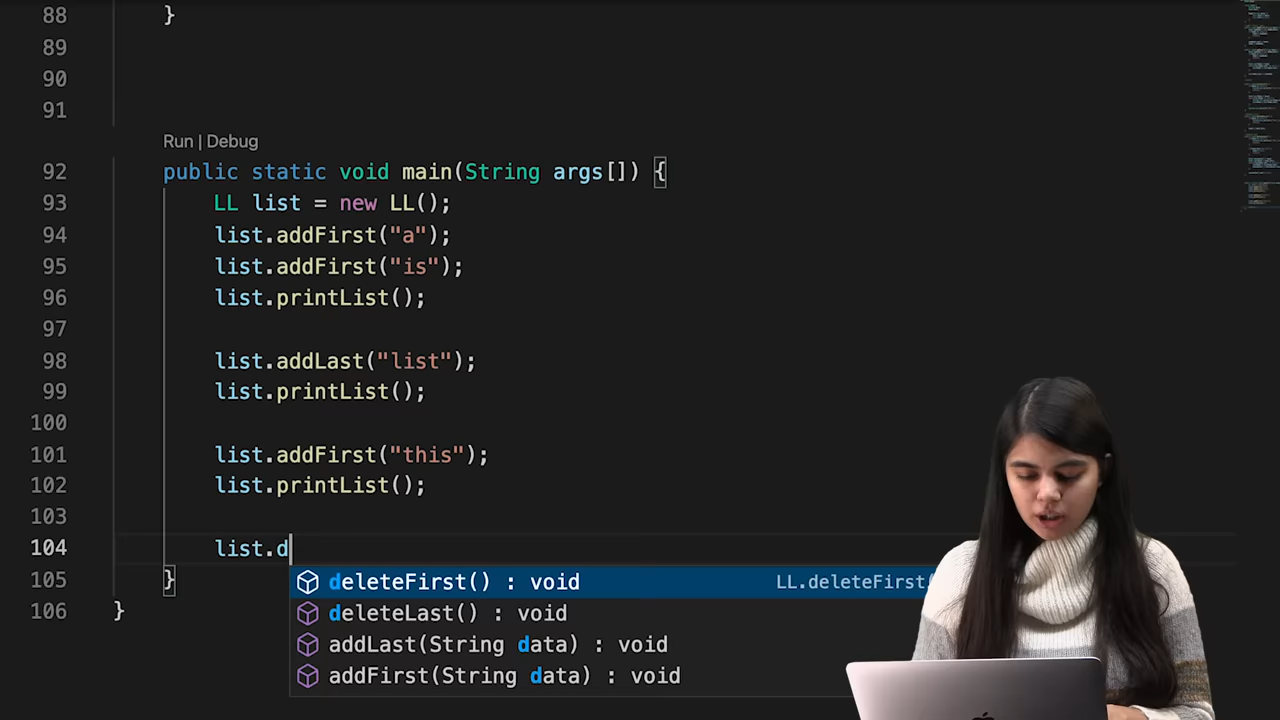 88 }
89
90
91
Run | Debug
92 public static void main(String args[]) {
93 LL list = new LL();
94 list.addFirst("a");
95 list.addFirst("is");
96 list.printList();
97
98 list.addLast("list");
99 list.printList();
100
101 list.addFirst("this");
102 list.printList();
103
104 list.d
deleteFirst() : void LL.deleteFirst(
105 }
deleteLast() : void
106 }
addLast(String data) : void
addFirst(String data) : void